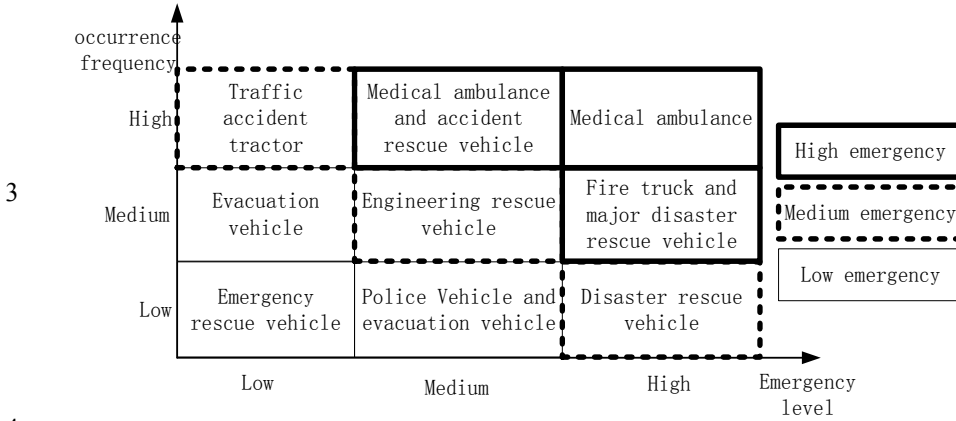 occurrence
frequency
High
Traffic
accident
tractor
Medical ambulance
and accident
rescue vehicle
Medical ambulance
High emergency
3
Medium
Evacuation
vehicle
Engineering rescue
vehicle
Fire truck and
major disaster
rescue vehicle
Medium emergency
Low
Emergency
rescue vehicle
Police Vehicle and
evacuation vehicle
Disaster rescue
vehicle
Low emergency
Low
Medium
High
Emergency
level